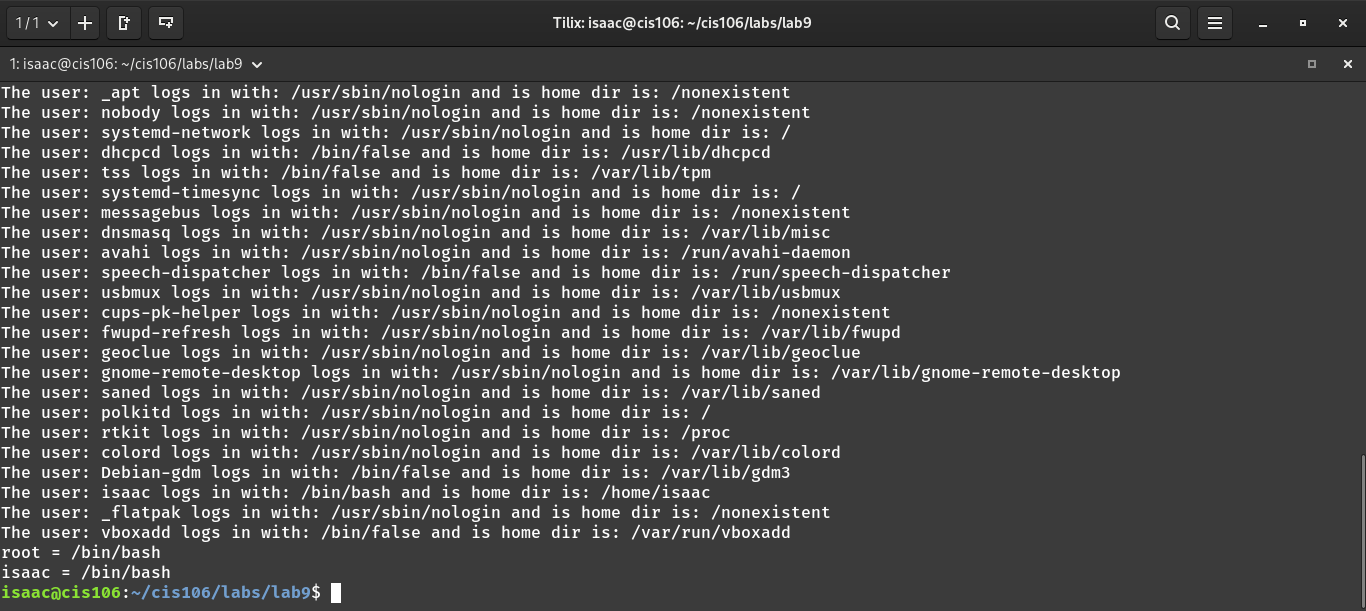 1 / 1
Tilix: isaac@cis106: ~/cis106/labs/lab9
1: isaac@cis106: ~/cis106/labs/lab9
The user: _apt logs in with: /usr/sbin/nologin and is home dir is: /nonexistent
The user: nobody logs in with: /usr/sbin/nologin and is home dir is: /nonexistent
The user: systemd-network logs in with: /usr/sbin/nologin and is home dir is: /
The user: dhcpcd logs in with: /bin/false and is home dir is: /usr/lib/dhcpcd
The user: tss logs in with: /bin/false and is home dir is: /var/lib/tpm
The user: systemd-timesync logs in with: /usr/sbin/nologin and is home dir is: /
The user: messagebus logs in with: /usr/sbin/nologin and is home dir is: /nonexistent
The user: dnsmasq logs in with: /usr/sbin/nologin and is home dir is: /var/lib/misc
The user: avahi logs in with: /usr/sbin/nologin and is home dir is: /run/avahi-daemon
The user: speech-dispatcher logs in with: /bin/false and is home dir is: /run/speech-dispatcher
The user: usbmux logs in with: /usr/sbin/nologin and is home dir is: /var/lib/usbmux
The user: cups-pk-helper logs in with: /usr/sbin/nologin and is home dir is: /nonexistent
The user: fwupd-refresh logs in with: /usr/sbin/nologin and is home dir is: /var/lib/fwupd
The user: geoclue logs in with: /usr/sbin/nologin and is home dir is: /var/lib/geoclue
The user: gnome-remote-desktop logs in with: /usr/sbin/nologin and is home dir is: /var/lib/gnome-remote-desktop
The user: saned logs in with: /usr/sbin/nologin and is home dir is: /var/lib/saned
The user: polkitd logs in with: /usr/sbin/nologin and is home dir is: /
The user: rtkit logs in with: /usr/sbin/nologin and is home dir is: /proc
The user: colord logs in with: /usr/sbin/nologin and is home dir is: /var/lib/colord
The user: Debian-gdm logs in with: /bin/false and is home dir is: /var/lib/gdm3
The user: isaac logs in with: /bin/bash and is home dir is: /home/isaac
The user: _flatpak logs in with: /usr/sbin/nologin and is home dir is: /nonexistent
The user: vboxadd logs in with: /bin/false and is home dir is: /var/run/vboxadd
root = /bin/bash
isaac = /bin/bash
isaac@cis106:~/cis106/labs/lab9$